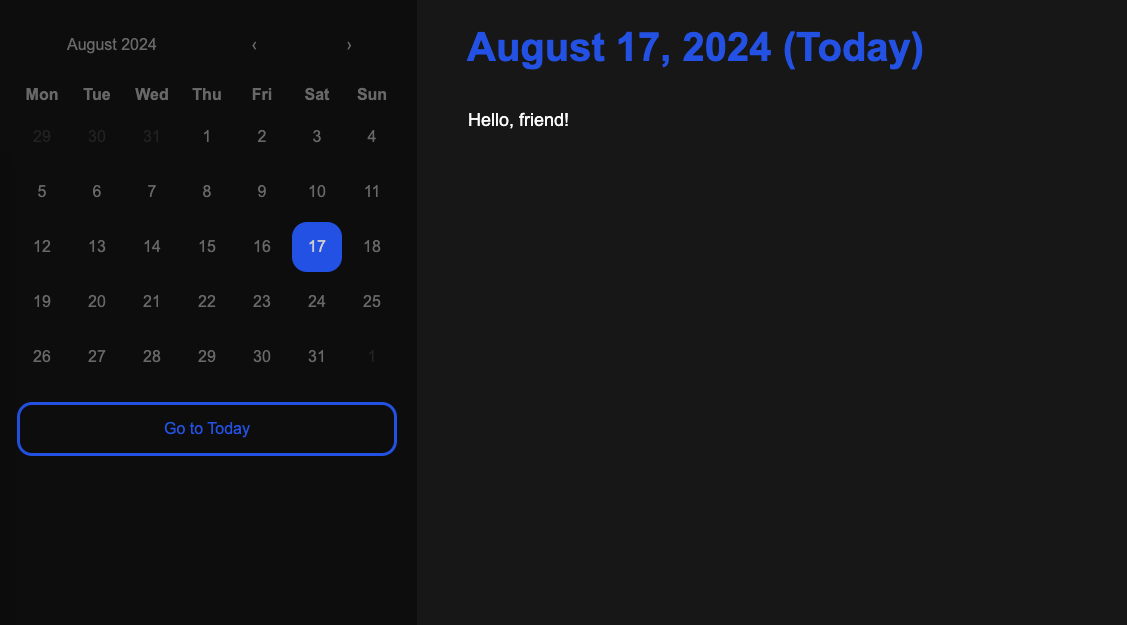 August 2024 ‹ ›
Mon Tue Wed Thu Fri Sat Sun
29 30 31 1 2 3 4
5 6 7 8 9 10 11
12 13 14 15 16 17 18
19 20 21 22 23 24 25
26 27 28 29 30 31 1
Go to Today
August 17, 2024 (Today)
Hello, friend!